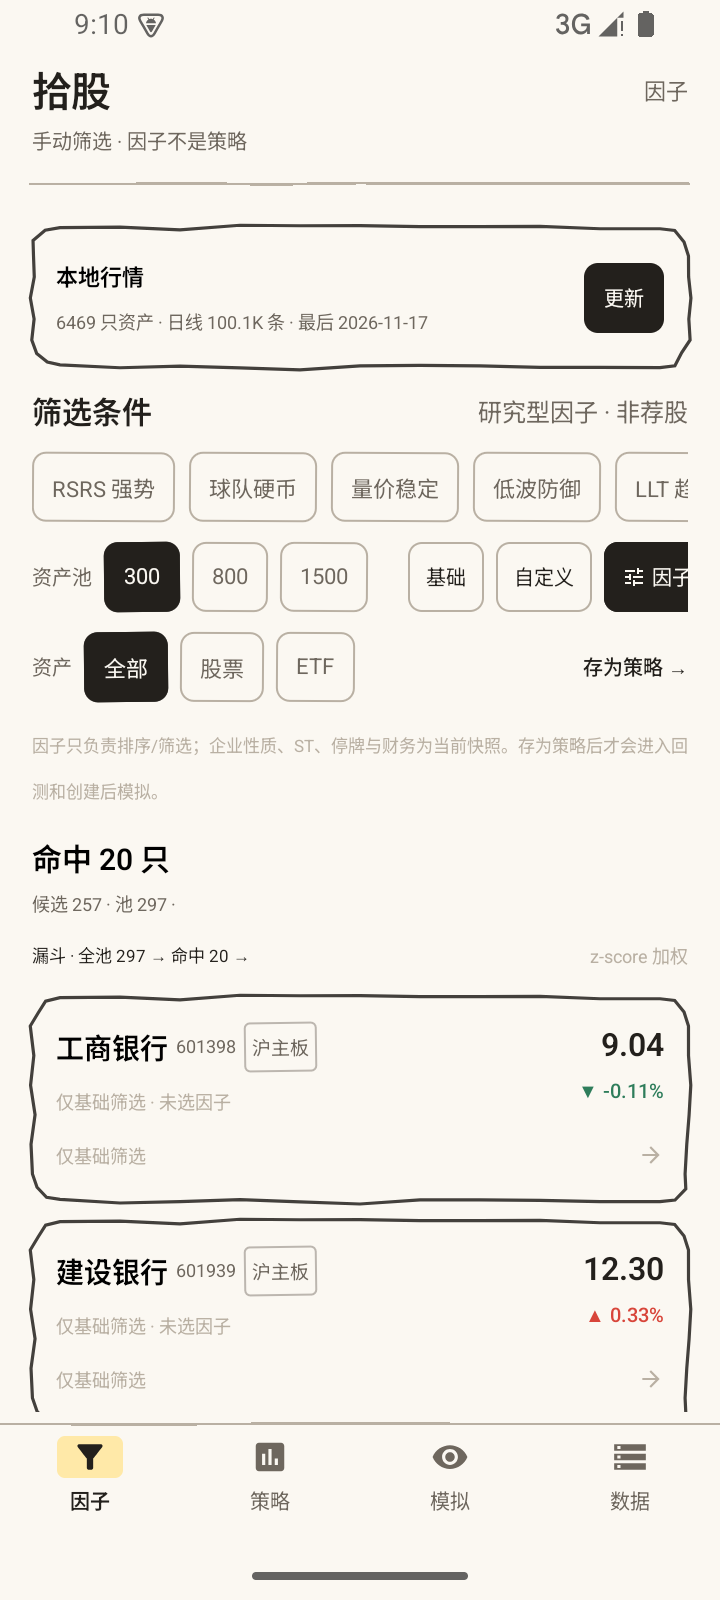 9:10
3G
拾股
因子
手动筛选 · 因子不是策略
本地行情
6469 只资产 · 日线 100.1K 条 · 最后 2026-11-17
更新
筛选条件
研究型因子 · 非荐股
RSRS 强势 球队硬币 量价稳定 低波防御 LLT
资产池 300 800 1500 基础 自定义 因子
资产 全部 股票 ETF 存为策略 →
因子只负责排序/筛选；企业性质、ST、停牌与财务为当前快照。存为策略后才会进入回
测和创建后模拟。
命中 20 只
候选 257 · 池 297 ·
漏斗 · 全池 297 → 命中 20 →
z-score 加权
工商银行 601398 沪主板
9.04
仅基础筛选 · 未选因子
▼ -0.11%
仅基础筛选
建设银行 601939 沪主板
12.30
仅基础筛选 · 未选因子
▲ 0.33%
仅基础筛选
因子 策略 模拟 数据